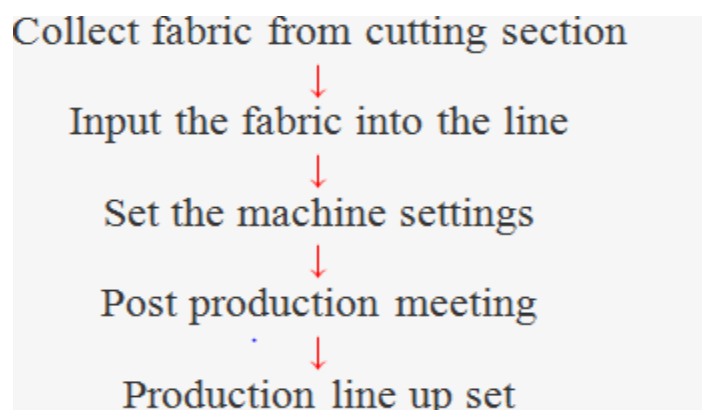 Collect fabric from cutting section
↓
Input the fabric into the line
↓
Set the machine settings
↓
Post production meeting
↓
Production line up set